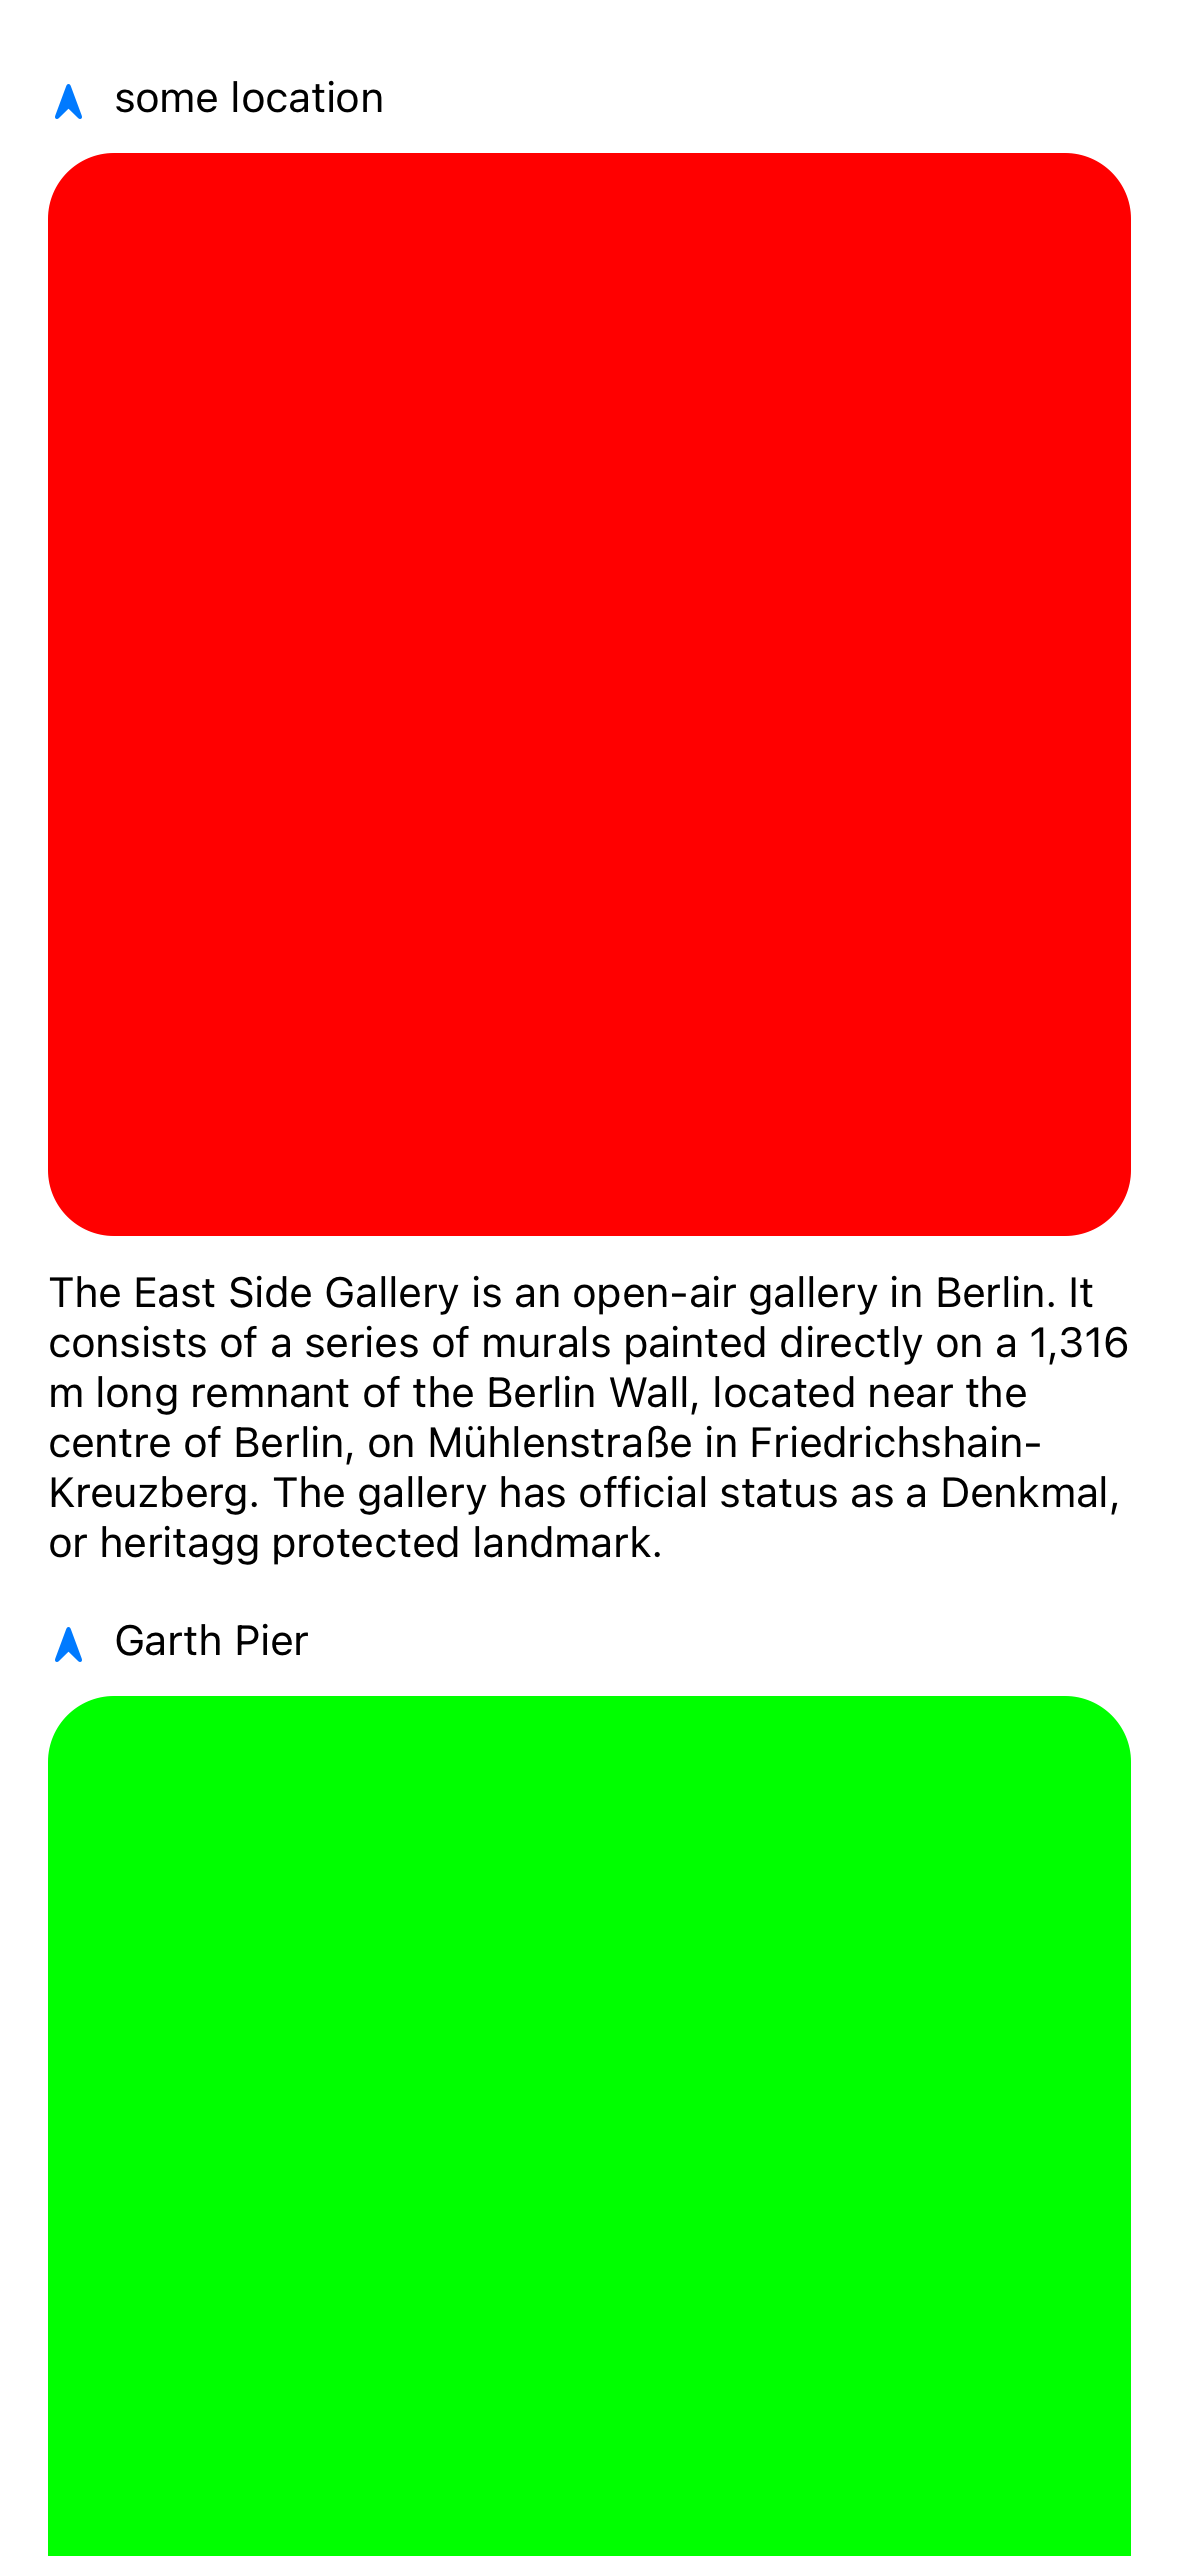 some location
The East Side Gallery is an open-air gallery in Berlin. It
consists of a series of murals painted directly on a 1,316
m long remnant of the Berlin Wall, located near the
centre of Berlin, on Mühlenstraße in Friedrichshain-
Kreuzberg. The gallery has official status as a Denkmal,
or heritagg protected landmark.
Garth Pier